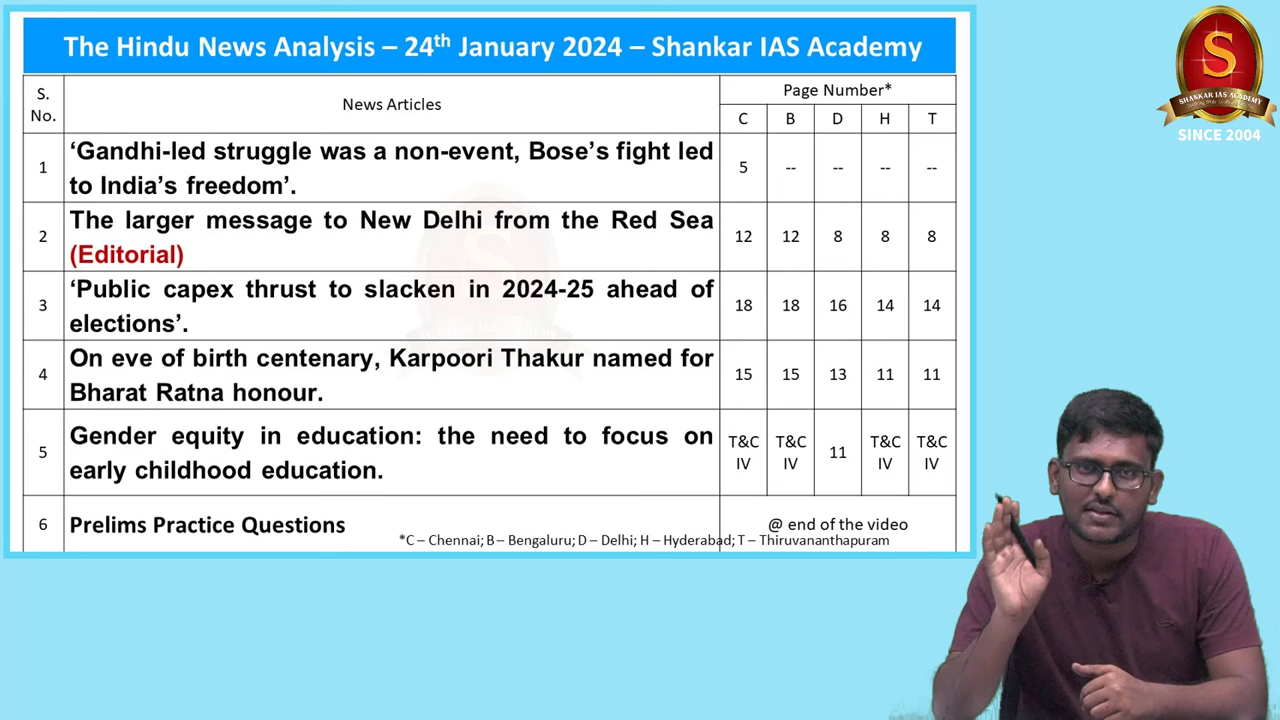 The Hindu News Analysis – 24th January 2024 – Shankar IAS Academy
S. No.
News Articles
Page Number*
C B D H T
1 ‘Gandhi-led struggle was a non-event, Bose’s fight led 5 -- -- -- --
to India’s freedom’.
2 The larger message to New Delhi from the Red Sea 12 12 8 8 8
(Editorial)
3 ‘Public capex thrust to slacken in 2024-25 ahead of 18 18 16 14 14
elections’.
4 On eve of birth centenary, Karpoori Thakur named for 15 15 13 11 11
Bharat Ratna honour.
5 Gender equity in education: the need to focus on T&C IV T&C IV 11 T&C IV T&C IV
early childhood education.
6 Prelims Practice Questions @ end of the video
*C – Chennai; B – Bengaluru; D – Delhi; H – Hyderabad; T – Thiruvananthapuram
S
SHANKAR IAS ACADEMY
SINCE 2004